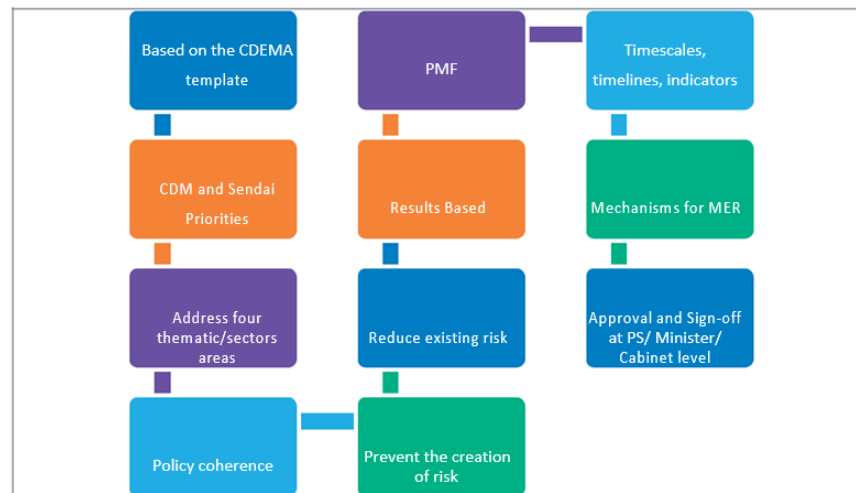 Based on the CDEMA
template
CDM and Sendai
Priorities
Address four
thematic/sectors
areas
Policy coherence
Prevent the creation
of risk
Reduce existing risk
Results Based
PMF
Timescales,
timelines, indicators
Mechanisms for MER
Approval and Sign-off
at PS/ Minister/
Cabinet level